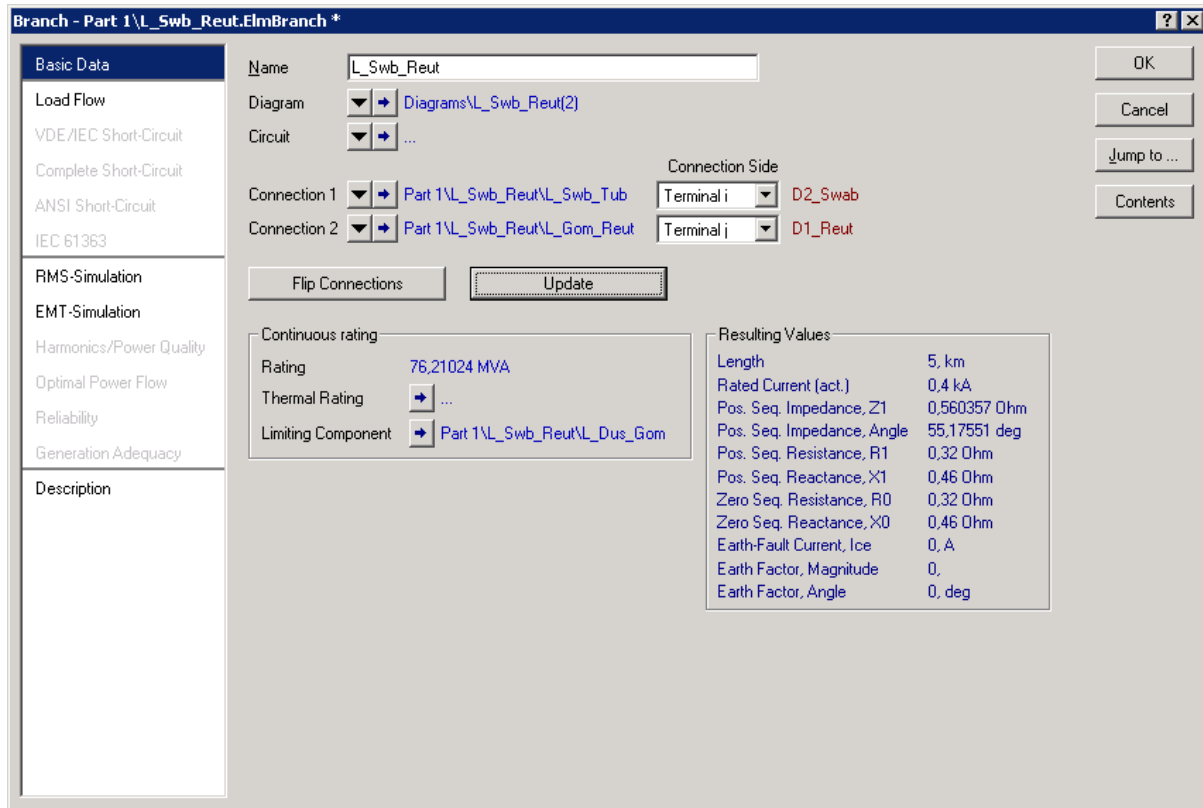 Branch - Part 1\L_Swb_Reut.ElmBranch *
Basic Data
Load Flow
VDE/IEC Short-Circuit
Complete Short-Circuit
ANSI Short-Circuit
IEC 61363
RMS-Simulation
EMT-Simulation
Harmonics/Power Quality
Optimal Power Flow
Reliability
Generation Adequacy
Description
Name L_Swb_Reut
Diagram Diagrams\L_Swb_Reut(2)
Circuit ...
Connection Side
Connection 1 Part 1\L_Swb_Reut\L_Swb_Tub Terminal i D2_Swab
Connection 2 Part 1\L_Swb_Reut\L_Gom_Reut Terminal j D1_Reut
Flip Connections Update
Continuous rating
Rating 76,21024 MVA
Thermal Rating ...
Limiting Component Part 1\L_Swb_Reut\L_Dus_Gom
Resulting Values
Length 5, km
Rated Current (act.) 0,4 kA
Pos. Seq. Impedance, Z1 0,560357 Ohm
Pos. Seq. Impedance, Angle 55,17551 deg
Pos. Seq. Resistance, R1 0,32 Ohm
Pos. Seq. Reactance, X1 0,46 Ohm
Zero Seq. Resistance, R0 0,32 Ohm
Zero Seq. Reactance, X0 0,46 Ohm
Earth-Fault Current, Ice 0, A
Earth Factor, Magnitude 0,
Earth Factor, Angle 0, deg
OK
Cancel
Jump to ...
Contents